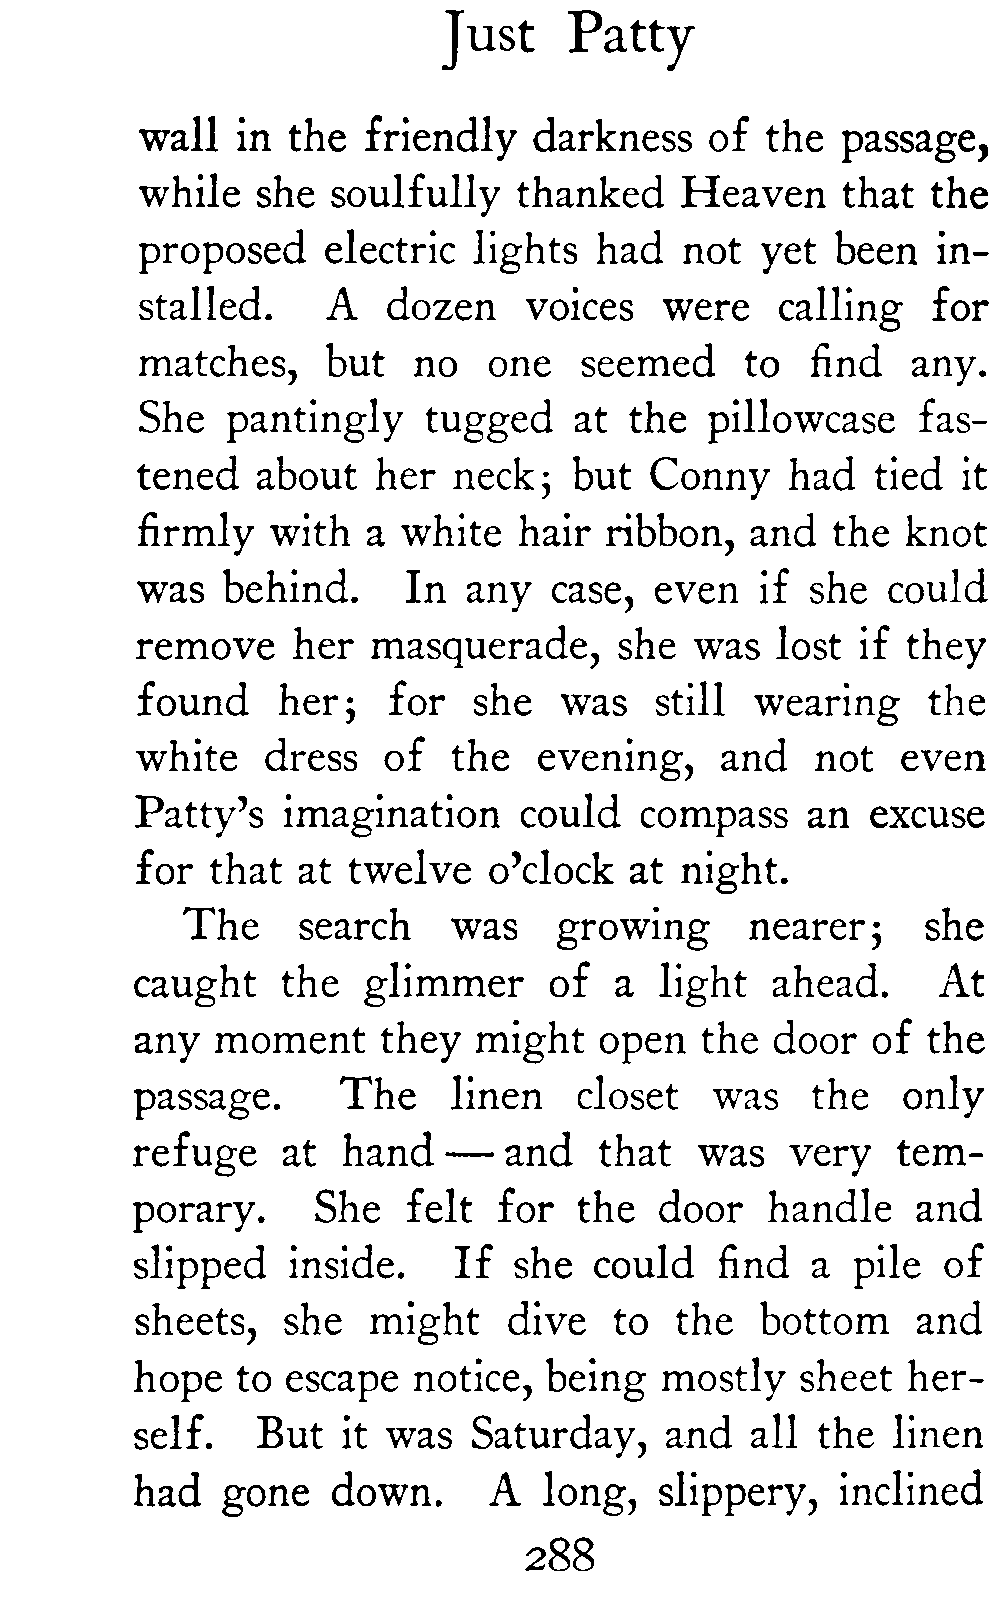 Just Patty
wall in the friendly darkness of the passage,
while she soulfully thanked Heaven that the
proposed electric lights had not yet been in-
stalled. A dozen voices were calling for
matches, but no one seemed to find any.
She pantingly tugged at the pillowcase fas-
tened about her neck; but Conny had tied it
firmly with a white hair ribbon, and the knot
was behind. In any case, even if she could
remove her masquerade, she was lost if they
found her; for she was still wearing the
white dress of the evening, and not even
Patty's imagination could compass an excuse
for that at twelve o'clock at night.
The search was growing nearer; she
caught the glimmer of a light ahead. At
any moment they might open the door of the
passage. The linen closet was the only
refuge at hand — and that was very tem-
porary. She felt for the door handle and
slipped inside. If she could find a pile of
sheets, she might dive to the bottom and
hope to escape notice, being mostly sheet her-
self. But it was Saturday, and all the linen
had gone down. A long, slippery, inclined
288